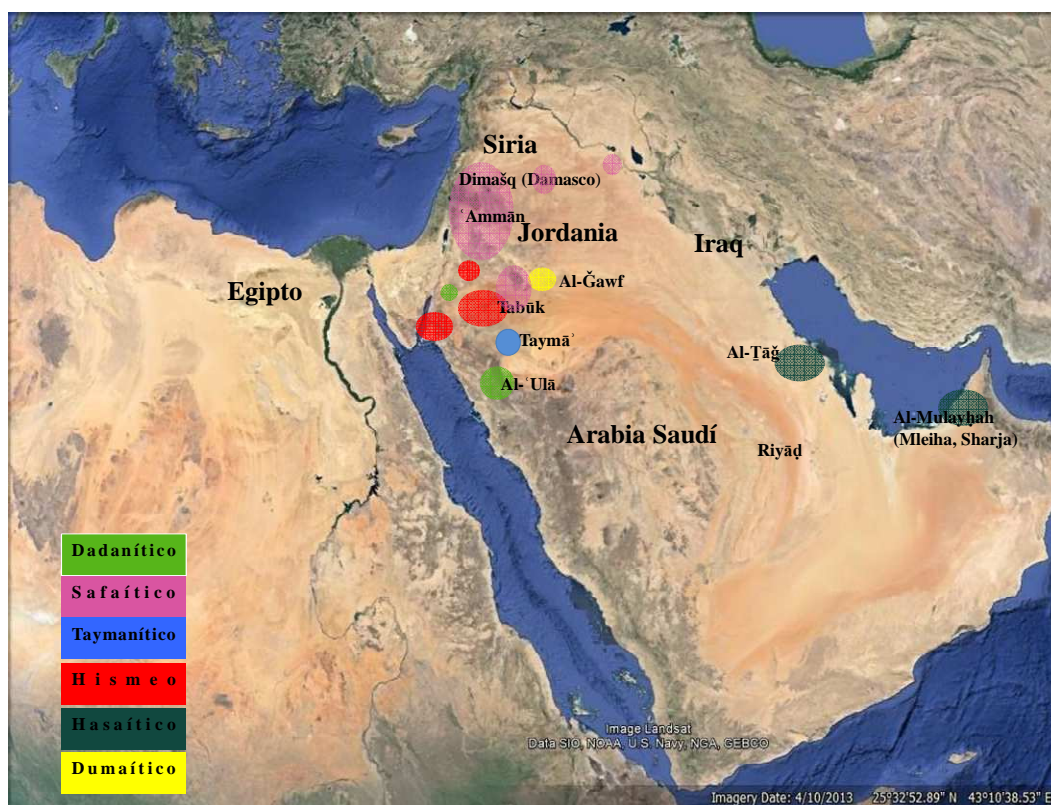 Siria
Dimašq (Damasco)
ʿAmmān
Jordania
Iraq
Al-Ǧawf
Egipto
Tabūk
Taymāʾ
Al-Ṯāǧ
Al-ʿUlā
Al-Mulayḥah
(Mleiha, Sharja)
Arabia Saudí
Riyāḍ
Dadanítico
Safaítico
Taymanítico
Hismeo
Hasaítico
Dumaítico
Image Landsat
Data SIO, NOAA, U.S. Navy, NGA, GEBCO
Imagery Date: 4/10/2013 25°32'52.89" N 43°10'38.53" E